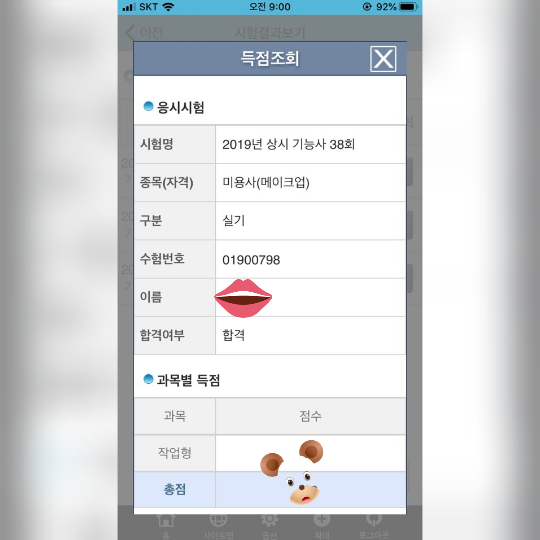 SKT 오전 9:00 92%
이전 시험결과보기
득점조회
응시시험
시험명 2019년 상시 기능사 38회
종목(자격) 미용사(메이크업)
구분 실기
수험번호 01900798
이름
합격여부 합격
과목별 득점
과목 점수
작업형
총점
홈 사이트맵 옵션 확대 로그아웃